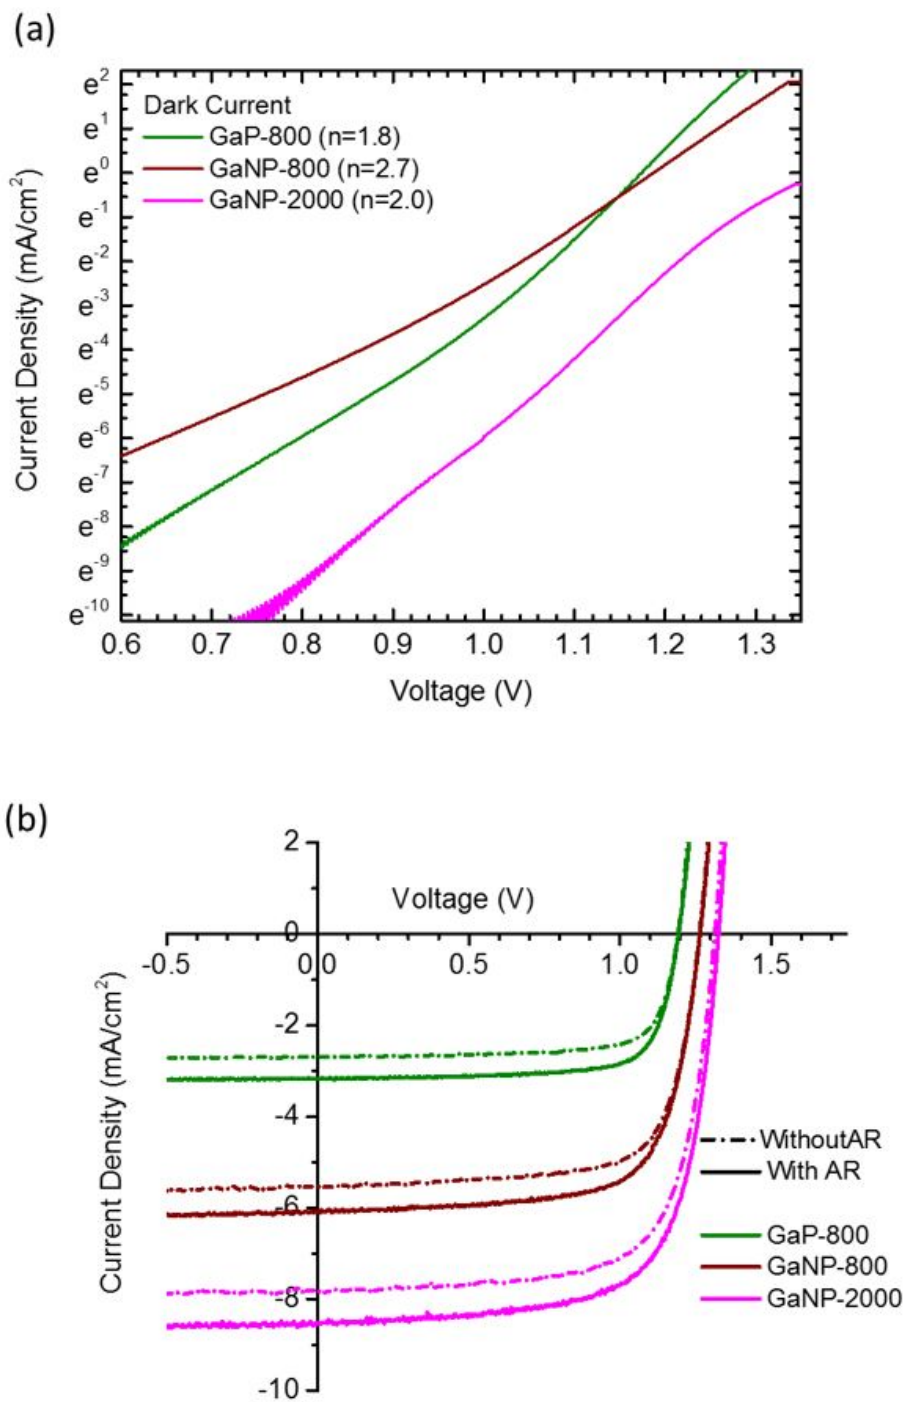 (a)
Dark Current
GaP-800 (n=1.8)
GaNP-800 (n=2.7)
GaNP-2000 (n=2.0)
Current Density (mA/cm²)
e²
e¹
e⁰
e⁻¹
e⁻²
e⁻³
e⁻⁴
e⁻⁵
e⁻⁶
e⁻⁷
e⁻⁸
e⁻⁹
e⁻¹⁰
0.6 0.7 0.8 0.9 1.0 1.1 1.2 1.3
Voltage (V)
(b)
Current Density (mA/cm²)
2
Voltage (V)
0
-0.5 0.0 0.5 1.0 1.5
-2
-4
-6
-8
-10
WithoutAR
With AR
GaP-800
GaNP-800
GaNP-2000